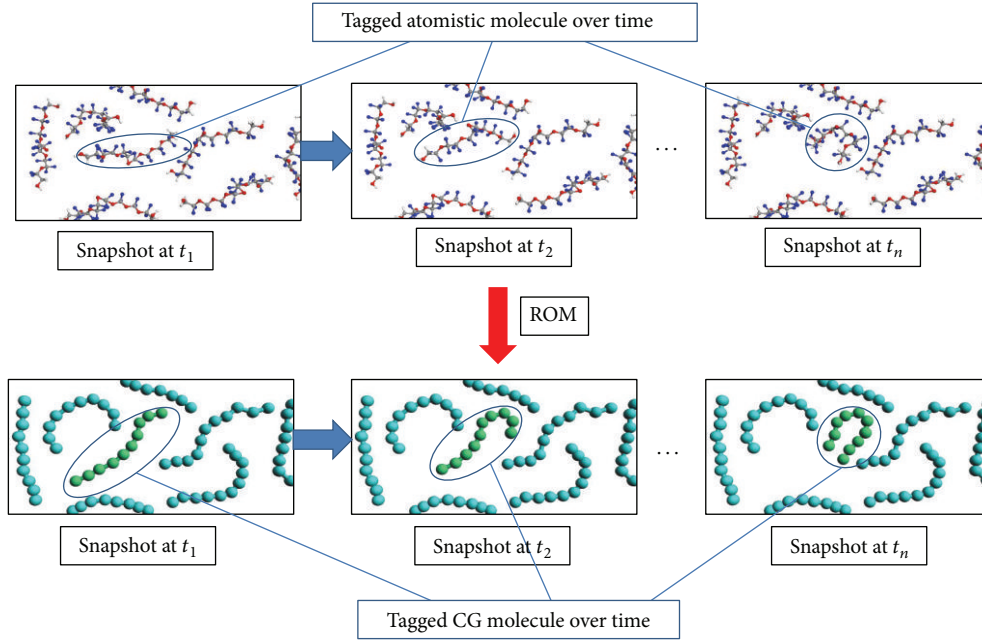 Tagged atomistic molecule over time
...
Snapshot at t1
Snapshot at t2
Snapshot at tn
ROM
...
Snapshot at t1
Snapshot at t2
Snapshot at tn
Tagged CG molecule over time